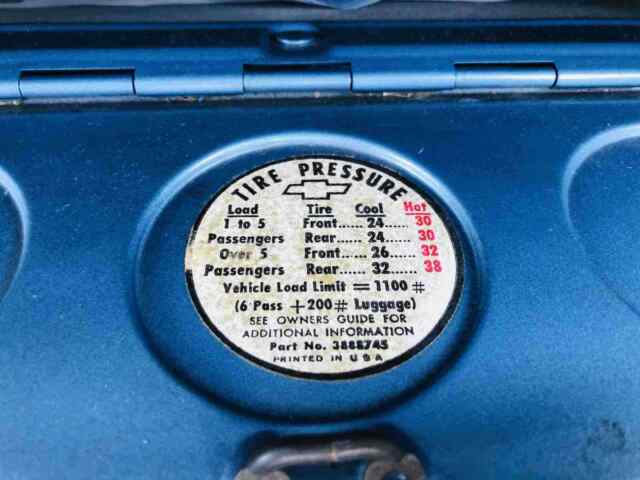 TIRE PRESSURE
Load Tire Cool Hot
1 to 5 Front...... 24..... 30
Passengers Rear...... 24..... 30
Over 5 Front...... 26..... 32
Passengers Rear...... 32..... 38
Vehicle Load Limit = 1100 #
(6 Pass + 200 # Luggage)
SEE OWNERS GUIDE FOR
ADDITIONAL INFORMATION
Part No. 3888745
PRINTED IN U S A